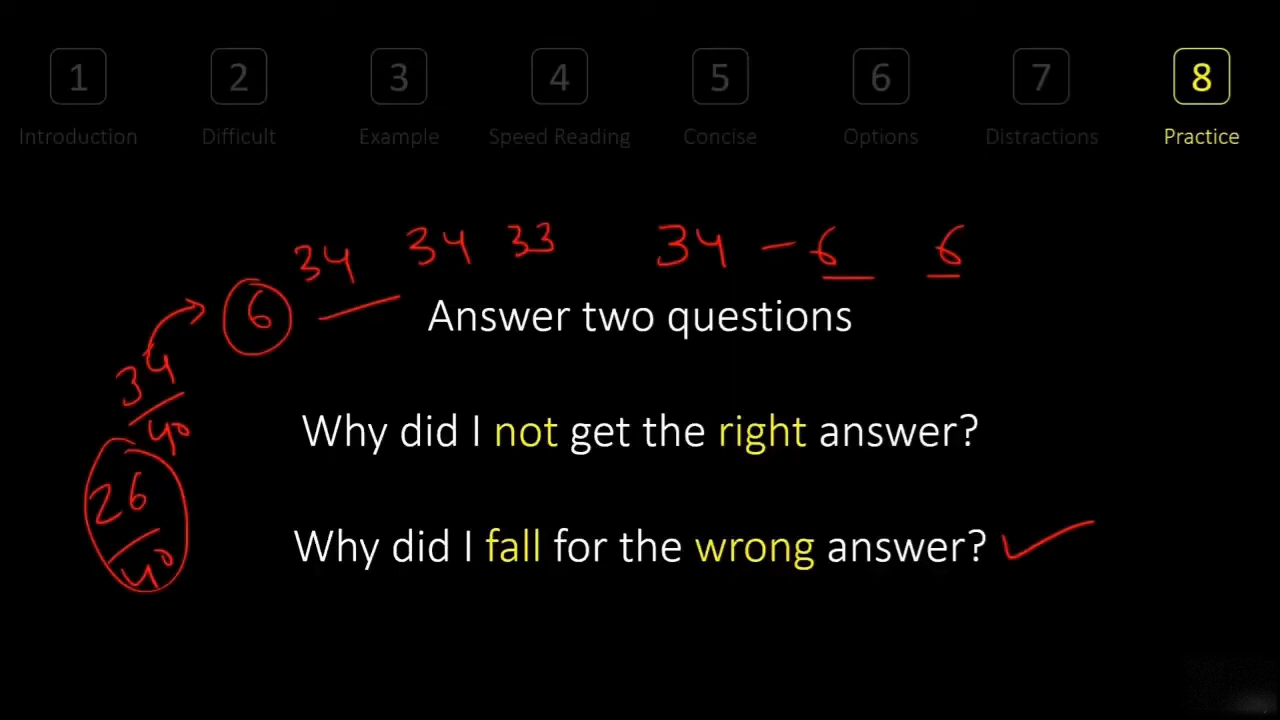 1 2 3 4 5 6 7 8
Introduction Difficult Example Speed Reading Concise Options Distractions Practice
34 34 33 34 - 6 6
6 Answer two questions
34/40
Why did I not get the right answer?
26/40
Why did I fall for the wrong answer?